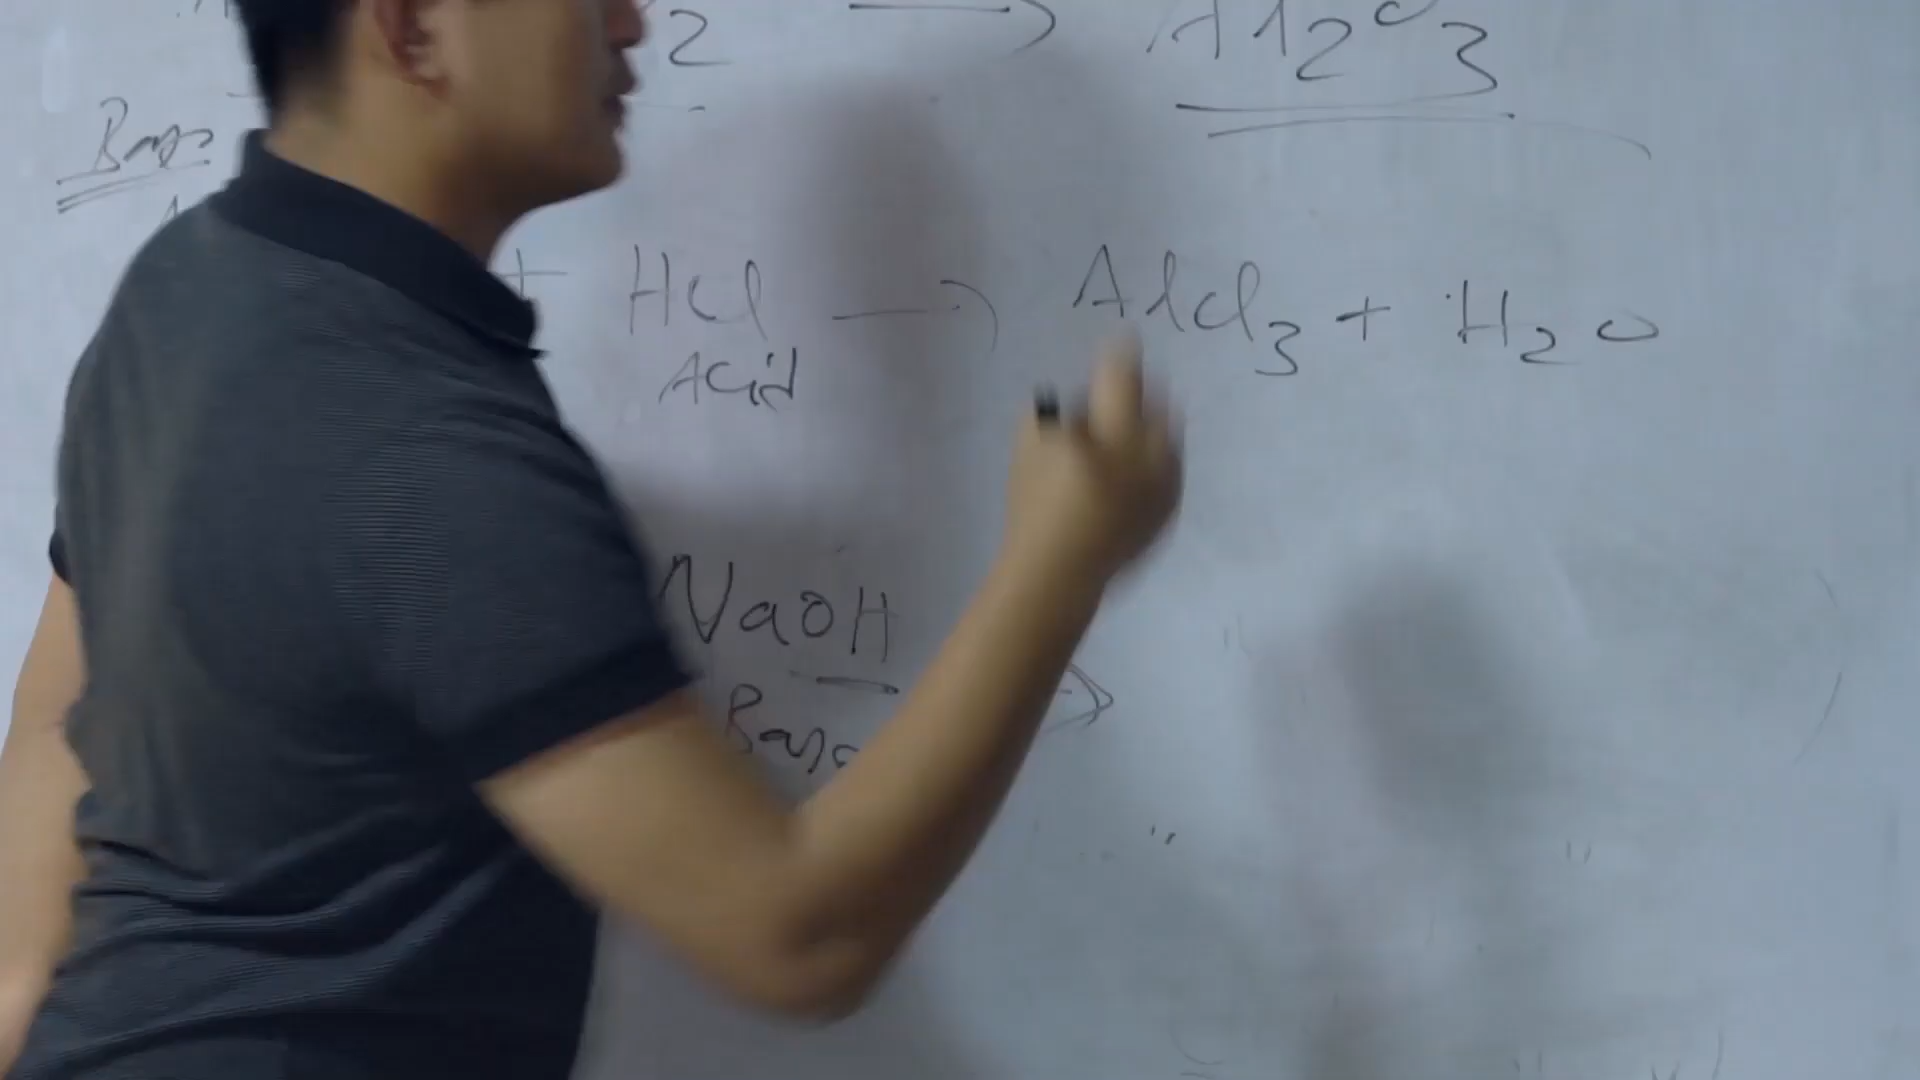 2 → Al2O3
Base
+ HCl → AlCl3 + H2O
Acid
NaOH →
Base